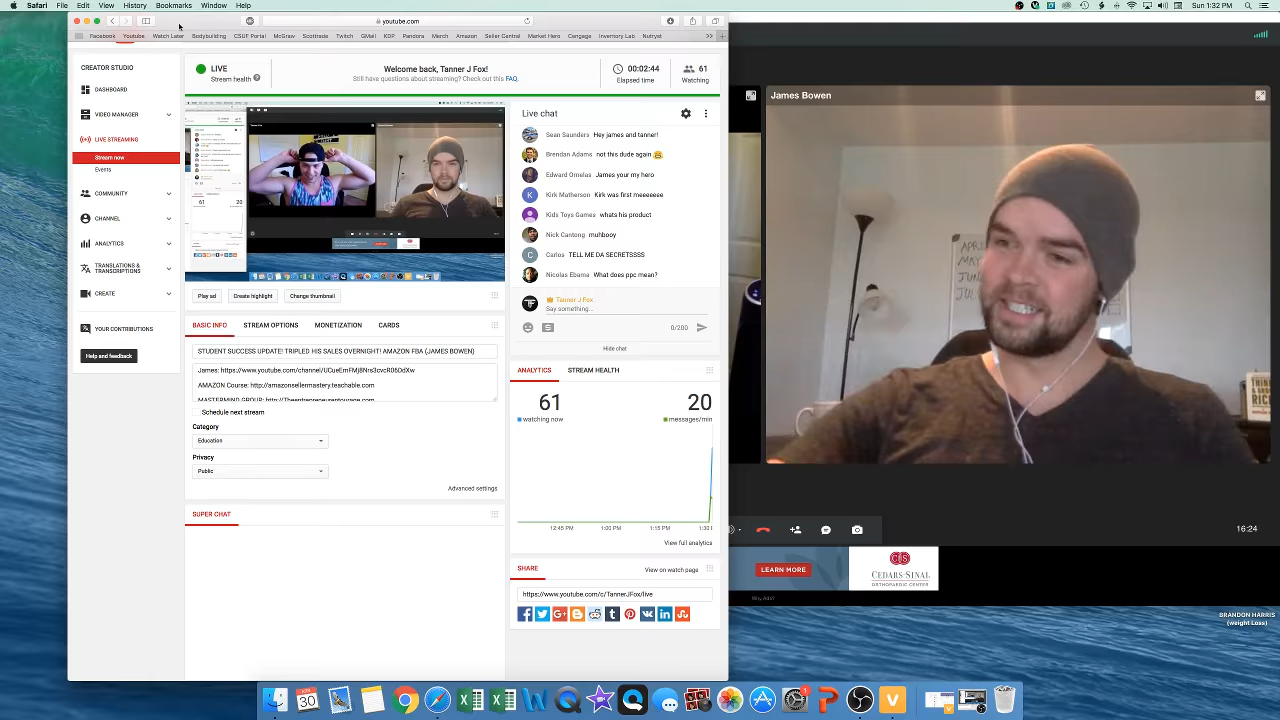 Safari File Edit View History Bookmarks Window Help
Sun 1:32 PM
youtube.com
Facebook Youtube Watch Later Bodybuilding CSUF Portal McGraw Scottrade Twitch GMail KDP Pandora Merch Amazon Seller Central Market Hero Cengage Inventory Lab Nutryst
CREATOR STUDIO
DASHBOARD
VIDEO MANAGER
LIVE STREAMING
Stream now
Events
COMMUNITY
CHANNEL
ANALYTICS
TRANSLATIONS &
TRANSCRIPTIONS
CREATE
YOUR CONTRIBUTIONS
Help and feedback
LIVE
Stream health
Welcome back, Tanner J Fox!
Still have questions about streaming? Check out this FAQ.
00:02:44
Elapsed time
61
Watching
Play ad
Create highlight
Change thumbnail
BASIC INFO STREAM OPTIONS MONETIZATION CARDS
STUDENT SUCCESS UPDATE! TRIPLED HIS SALES OVERNIGHT! AMAZON FBA (JAMES BOWEN)
AMAZON Course: http://amazonsellermastery.teachable.com
Schedule next stream
Category
Education
Privacy
Public
Advanced settings
SUPER CHAT
Live chat
Sean Saunders Hey james ammmmer!
Brendan Adams not this again
Edward Ornelas James your my hero
Kirk Matherson Kirk was firstreeeeeee
Kids Toys Games whats his product
Nick Cantong muhbooy
Carlos TELL ME DA SECRETSSSS
Nicolas Ebama What does ppc mean?
Tanner J Fox
Say something...
0/200
Hide chat
ANALYTICS STREAM HEALTH
61
watching now
20
messages/min
12:45 PM 1:00 PM 1:15 PM
View full analytics
SHARE
View on watch page
https://www.youtube.com/c/TannerJFox/live
James Bowen
16:24
LEARN MORE
CEDARS-SINAI
ORTHOPAEDIC CENTER
Why Ads?
BRANDON HARRIS
(weight Loss)
JUN
30